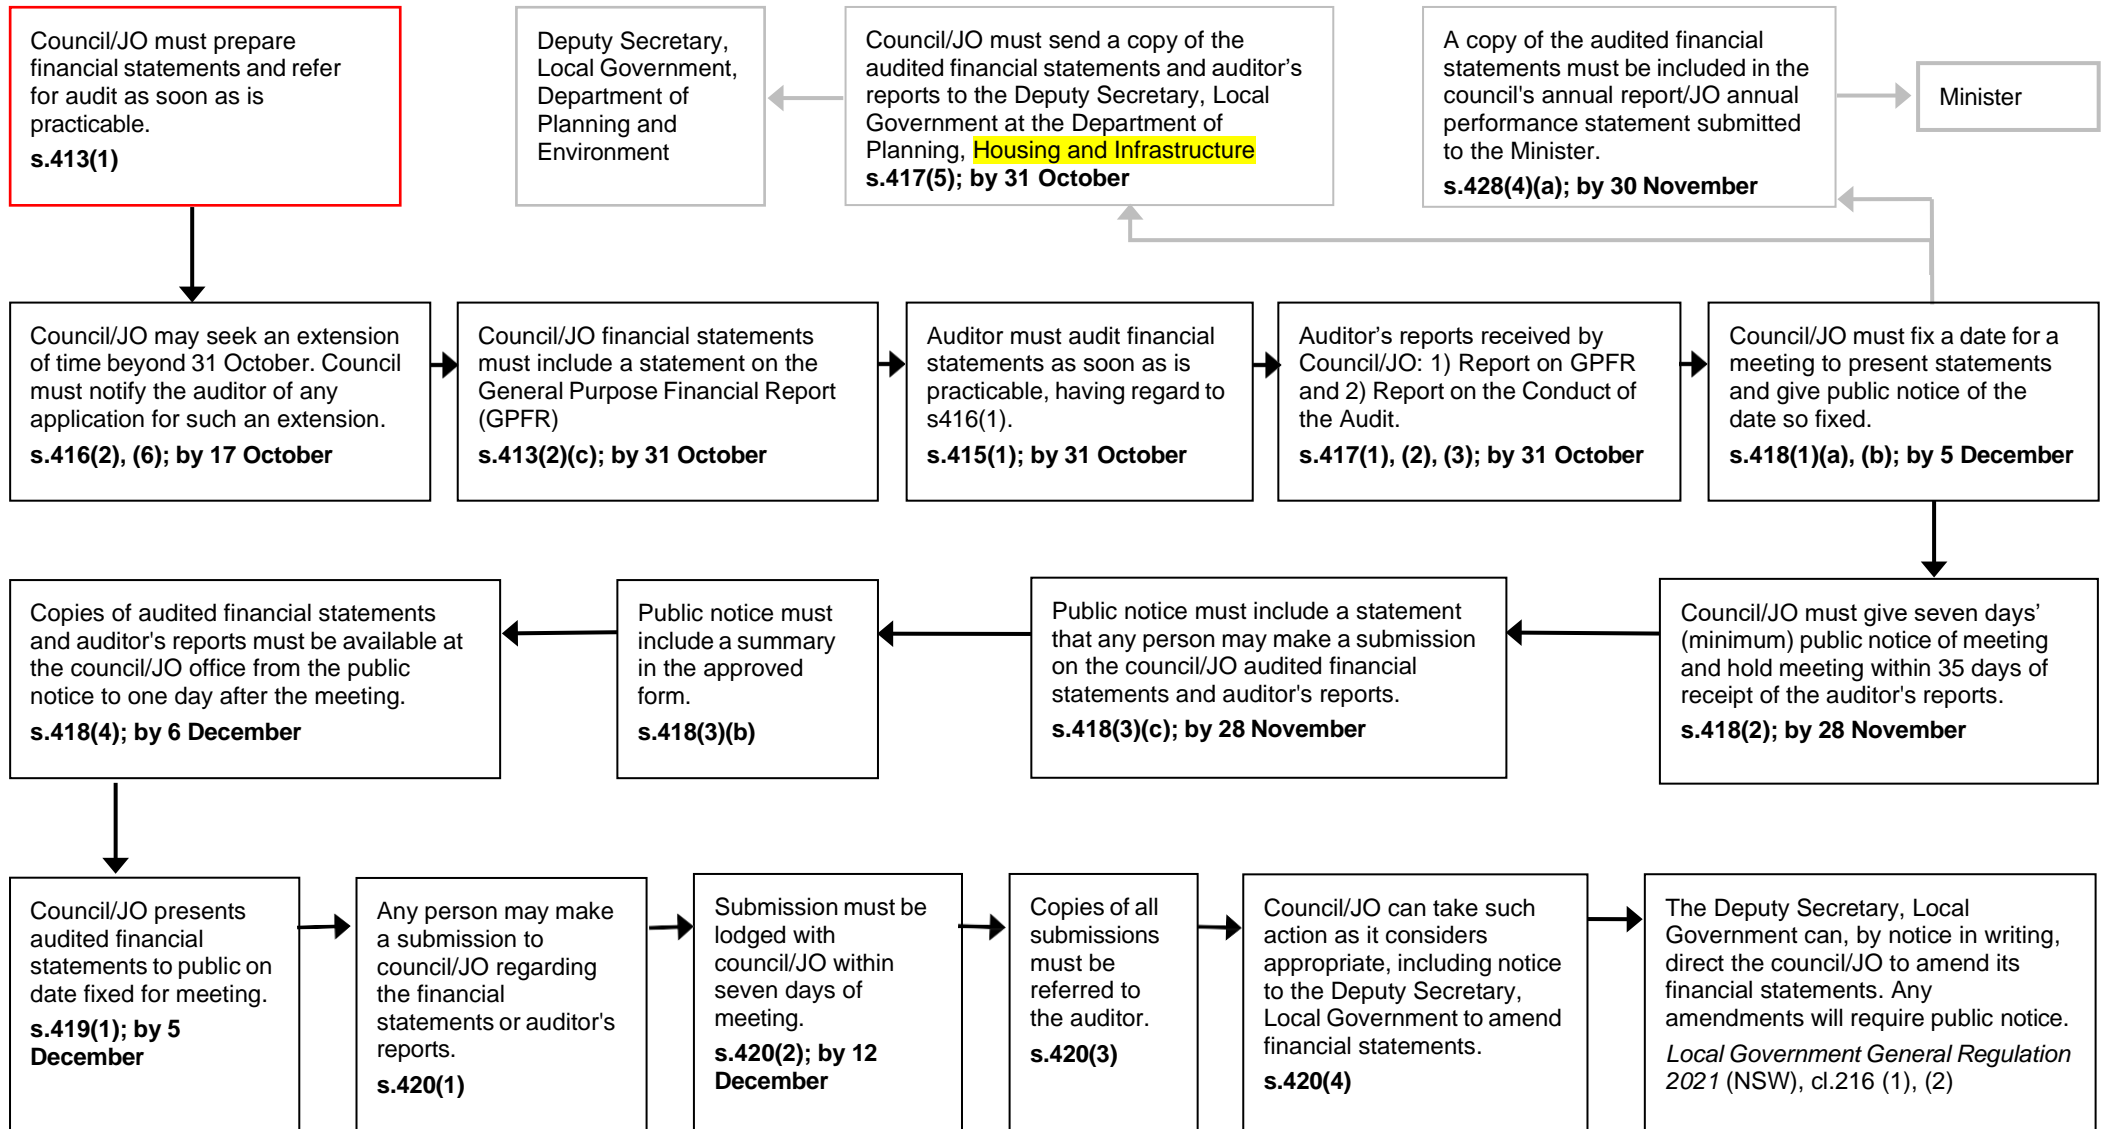 Council/JO must prepare
financial statements and refer
for audit as soon as is
practicable.
s.413(1)
Deputy Secretary,
Local Government,
Department of
Planning and
Environment
Council/JO must send a copy of the
audited financial statements and auditor’s
reports to the Deputy Secretary, Local
Government at the Department of
Planning, Housing and Infrastructure
s.417(5); by 31 October
A copy of the audited financial
statements must be included in the
council's annual report/JO annual
performance statement submitted
to the Minister.
s.428(4)(a); by 30 November
Minister
Council/JO may seek an extension
of time beyond 31 October. Council
must notify the auditor of any
application for such an extension.
s.416(2), (6); by 17 October
Council/JO financial statements
must include a statement on the
General Purpose Financial Report
(GPFR)
s.413(2)(c); by 31 October
Auditor must audit financial
statements as soon as is
practicable, having regard to
s416(1).
s.415(1); by 31 October
Auditor’s reports received by
Council/JO: 1) Report on GPFR
and 2) Report on the Conduct of
the Audit.
s.417(1), (2), (3); by 31 October
Council/JO must fix a date for a
meeting to present statements
and give public notice of the
date so fixed.
s.418(1)(a), (b); by 5 December
Copies of audited financial statements
and auditor's reports must be available at
the council/JO office from the public
notice to one day after the meeting.
s.418(4); by 6 December
Public notice must
include a summary
in the approved
form.
s.418(3)(b)
Public notice must include a statement
that any person may make a submission
on the council/JO audited financial
statements and auditor's reports.
s.418(3)(c); by 28 November
Council/JO must give seven days’
(minimum) public notice of meeting
and hold meeting within 35 days of
receipt of the auditor's reports.
s.418(2); by 28 November
Council/JO presents
audited financial
statements to public on
date fixed for meeting.
s.419(1); by 5
December
Any person may make
a submission to
council/JO regarding
the financial
statements or auditor's
reports.
s.420(1)
Submission must be
lodged with
council/JO within
seven days of
meeting.
s.420(2); by 12
December
Copies of all
submissions
must be
referred to
the auditor.
s.420(3)
Council/JO can take such
action as it considers
appropriate, including notice
to the Deputy Secretary,
Local Government to amend
financial statements.
s.420(4)
The Deputy Secretary, Local
Government can, by notice in writing,
direct the council/JO to amend its
financial statements. Any
amendments will require public notice.
Local Government General Regulation
2021 (NSW), cl.216 (1), (2)